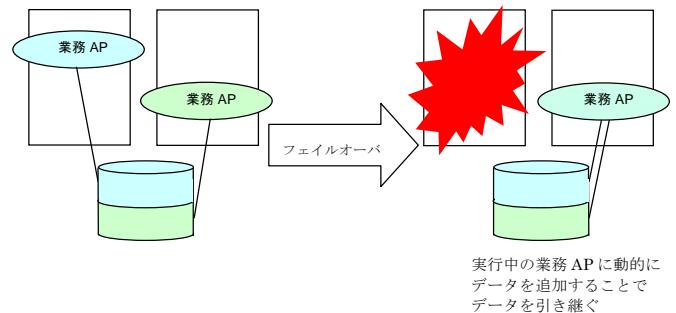 業務 AP
業務 AP
フェイルオーバ
業務 AP
実行中の業務 AP に動的に
データを追加することで
データを引き継ぐ